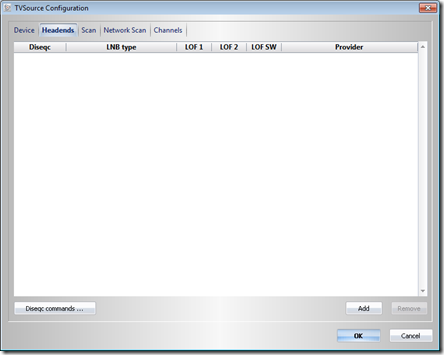 TVSource Configuration
Device Headends Scan Network Scan Channels
Diseqc LNB type LOF 1 LOF 2 LOF SW Provider
Diseqc commands ... Add Remove
OK Cancel